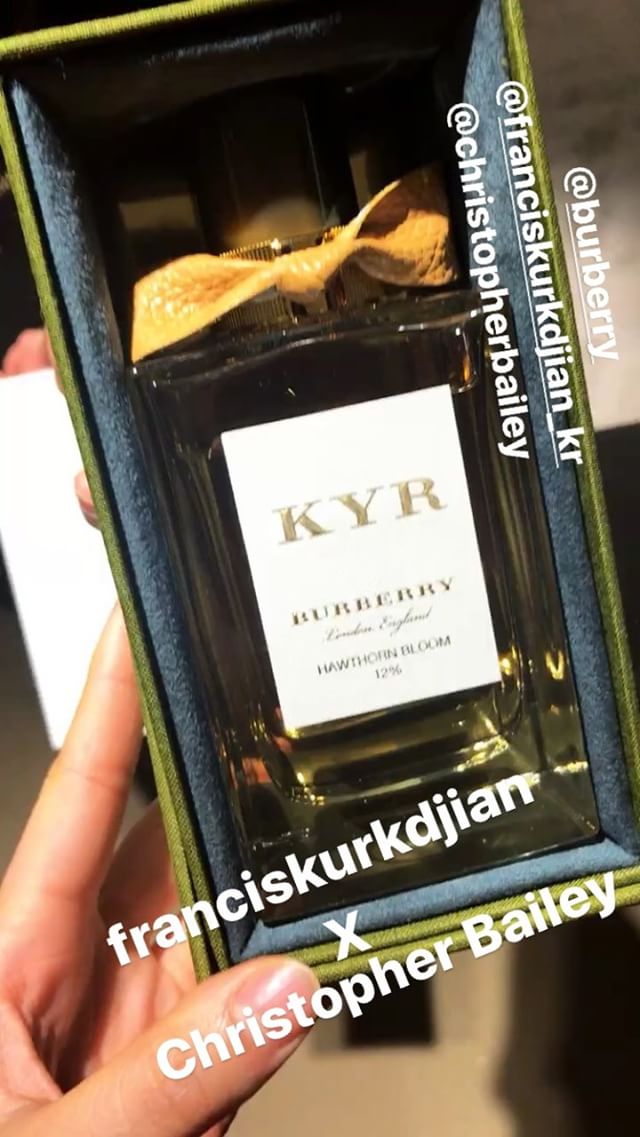 @burberry
@franciskurkdjian_kr
@christopherbailey
KYR
BURBERRY
London, England
HAWTHORN BLOOM
12%
franciskurkdjian
X
Christopher Bailey